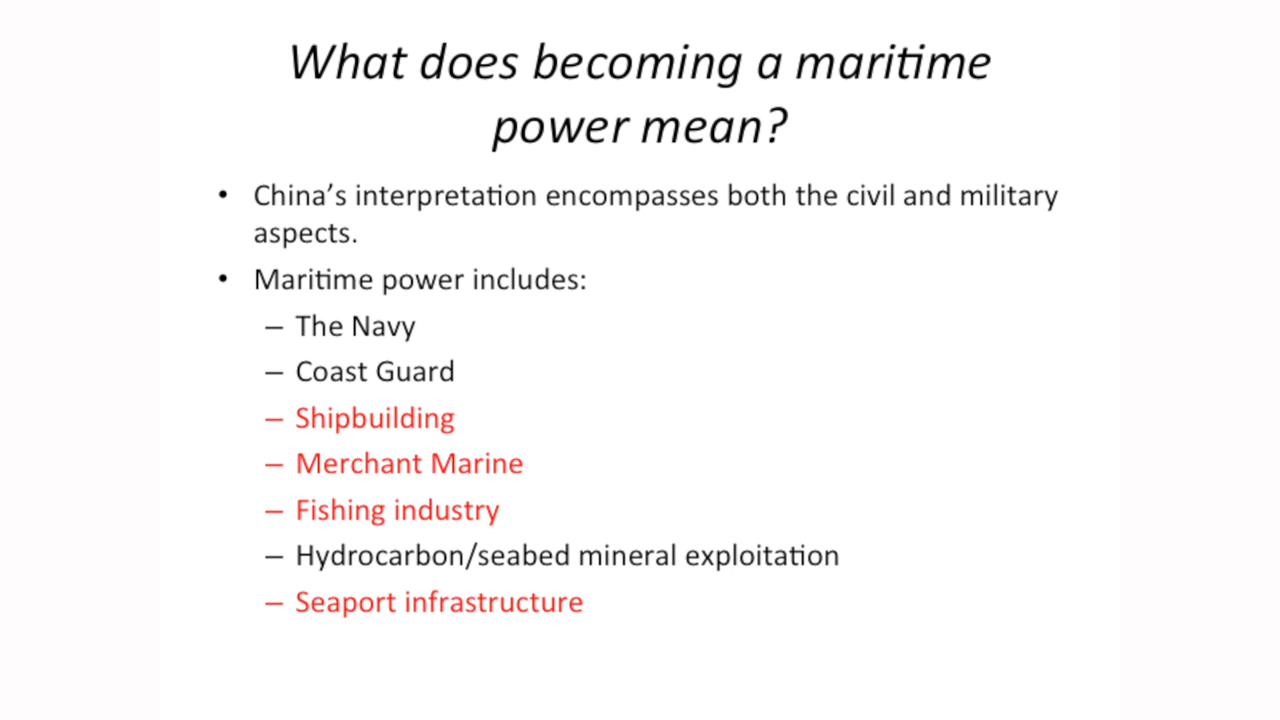 What does becoming a maritime
power mean?
• China’s interpretation encompasses both the civil and military
aspects.
• Maritime power includes:
– The Navy
– Coast Guard
– Shipbuilding
– Merchant Marine
– Fishing industry
– Hydrocarbon/seabed mineral exploitation
– Seaport infrastructure